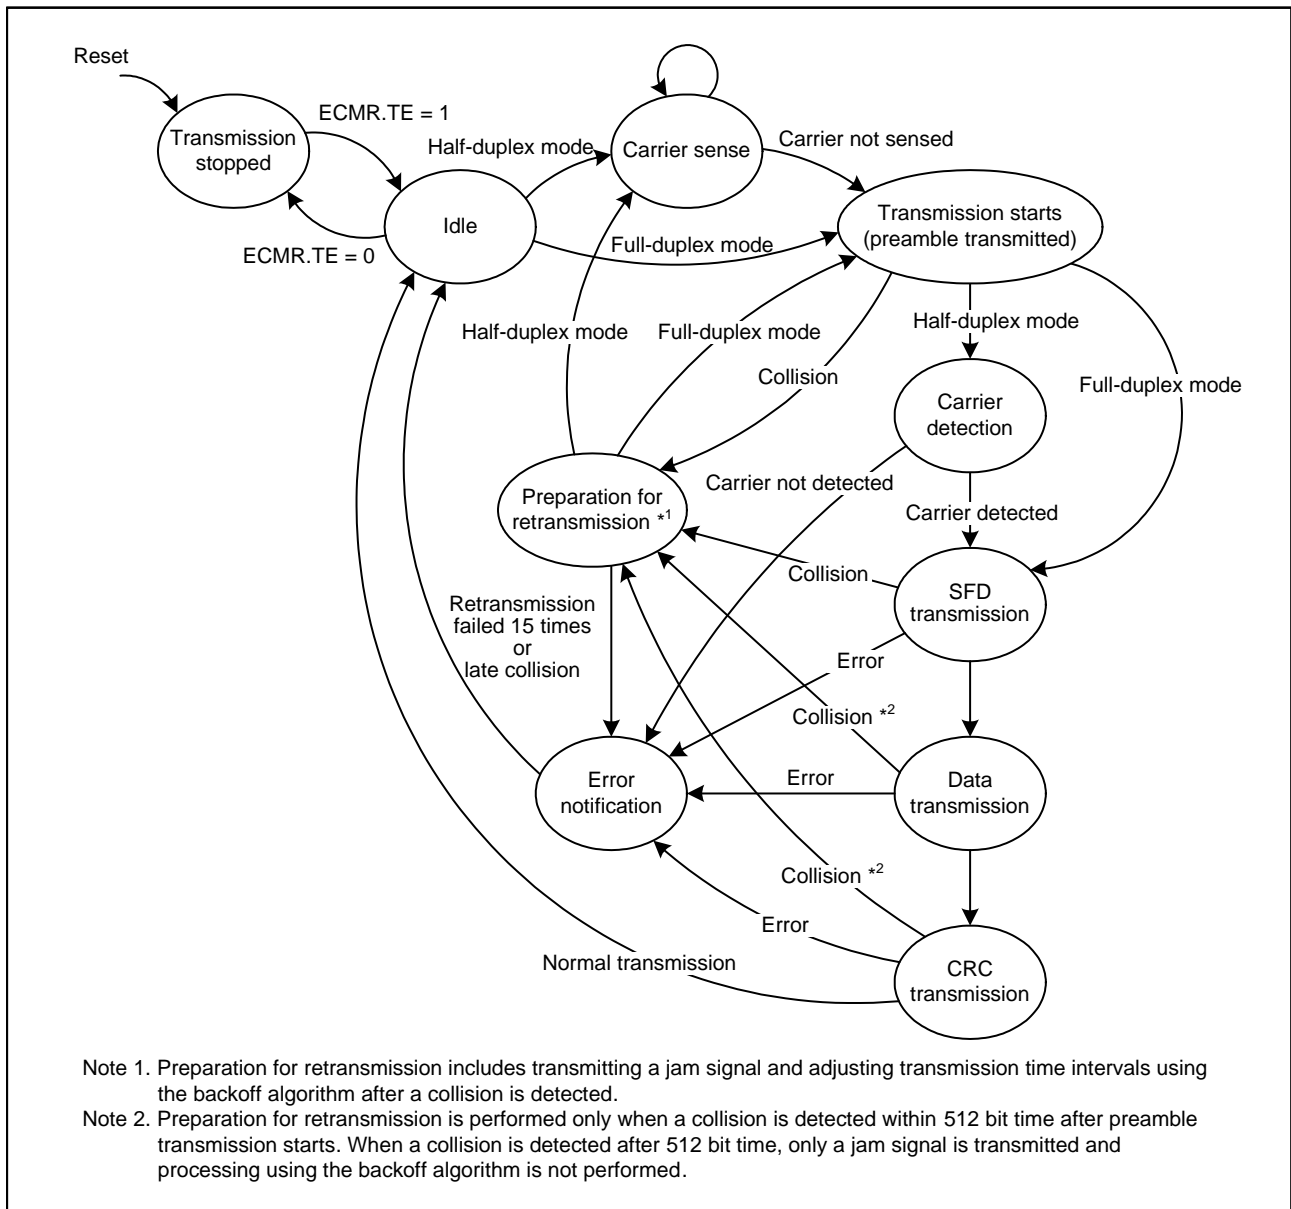 Reset
ECMR.TE = 1
Transmission
stopped
ECMR.TE = 0
Idle
Half-duplex mode
Carrier sense
Carrier not sensed
Transmission starts
(preamble transmitted)
Full-duplex mode
Half-duplex mode
Full-duplex mode
Collision
Half-duplex mode
Full-duplex mode
Carrier
detection
Carrier not detected
Carrier detected
Preparation for
retransmission *1
Collision
SFD
transmission
Retransmission
failed 15 times
or
late collision
Error
Collision *2
Error
notification
Error
Data
transmission
Collision *2
Error
Normal transmission
CRC
transmission
Note 1. Preparation for retransmission includes transmitting a jam signal and adjusting transmission time intervals using
the backoff algorithm after a collision is detected.
Note 2. Preparation for retransmission is performed only when a collision is detected within 512 bit time after preamble
transmission starts. When a collision is detected after 512 bit time, only a jam signal is transmitted and
processing using the backoff algorithm is not performed.